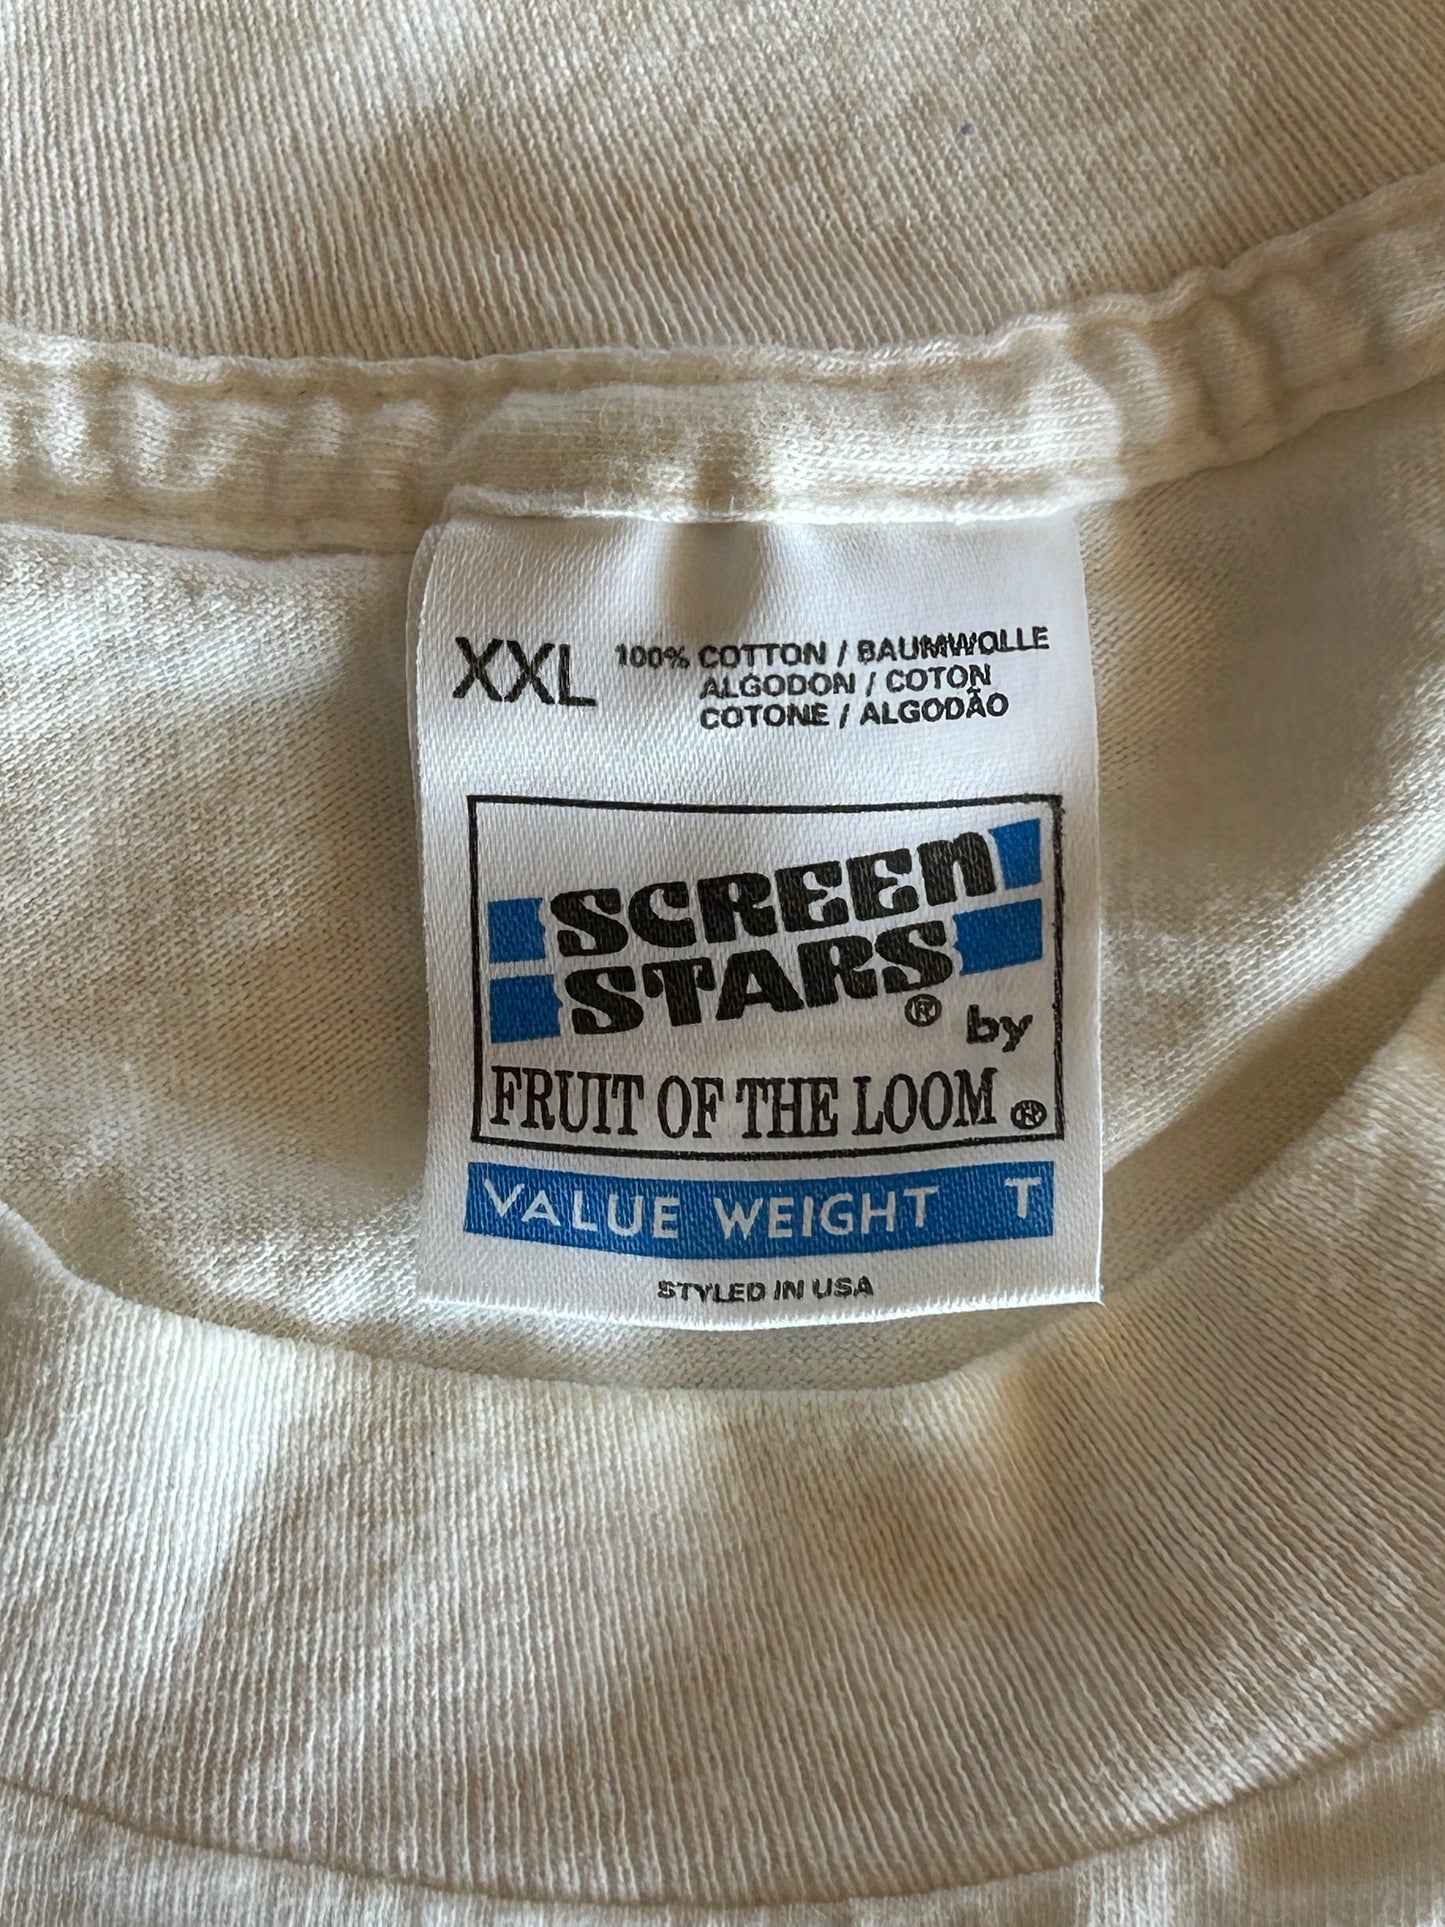 XXL 100% COTTON / BAUMWOLLE
ALGODON / COTON
COTONE / ALGODÃO
SCREEN
STARS®
by
FRUIT OF THE LOOM®
VALUE WEIGHT T
STYLED IN USA